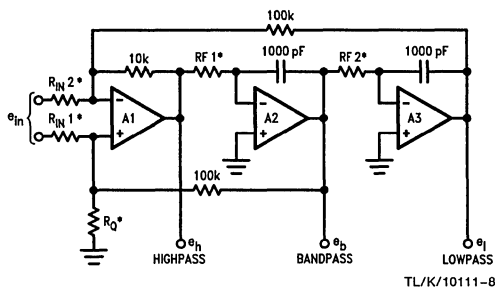 100k
10k
RF 1*
1000 pF
RF 2*
1000 pF
RIN 2*
ein
RIN 1*
−
+
A1
−
+
A2
−
+
A3
100k
RQ*
eh
HIGHPASS
eb
BANDPASS
el
LOWPASS
TL/K/10111-8